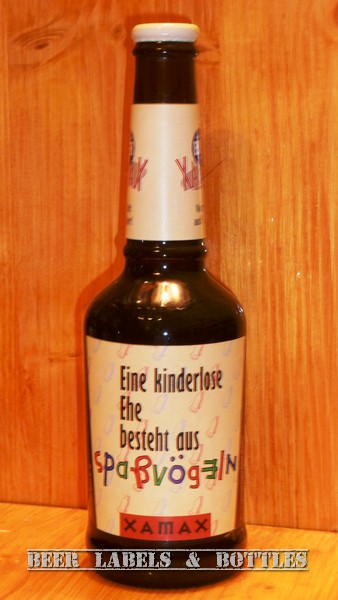 Eine kinderlose
Ehe
besteht aus
spaßvögeln
XAMAX
BEER LABELS & BOTTLES